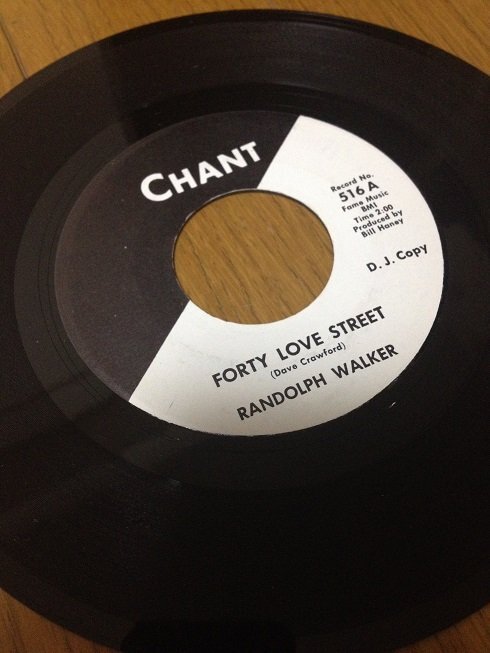 CHANT
Record No.
516 A
Fame Music
BMI
Time 2:00
Produced by
Bill Haney
D. J. Copy
FORTY LOVE STREET
(Dave Crawford)
RANDOLPH WALKER